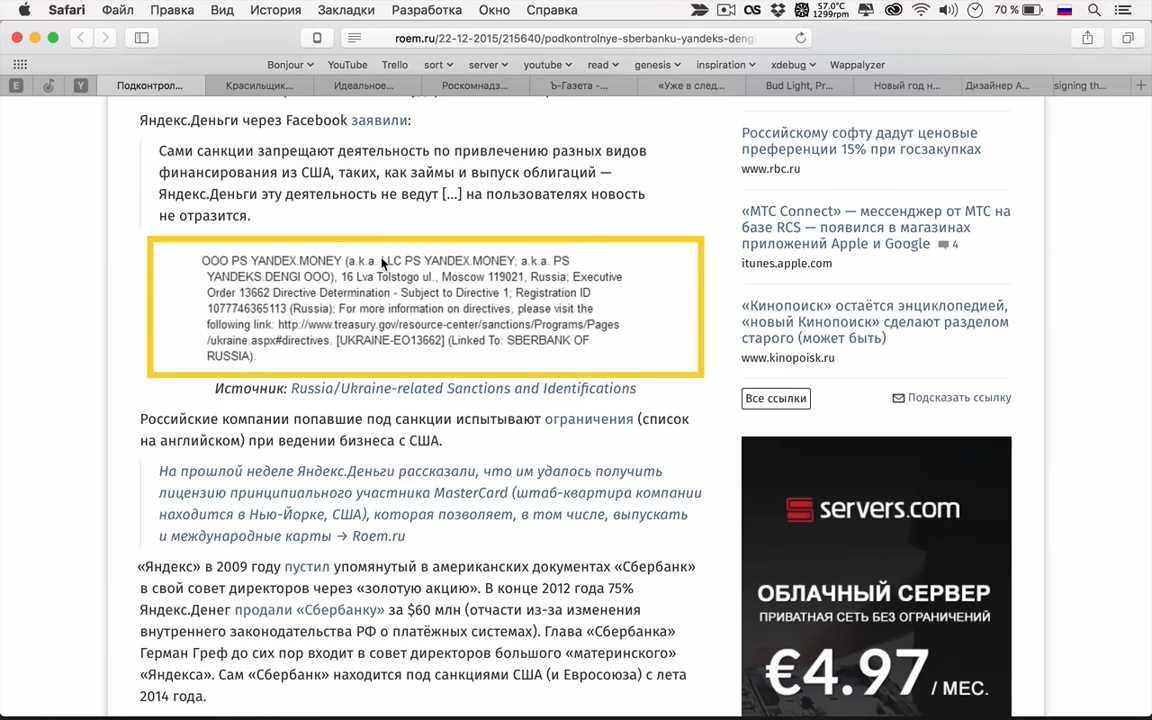 Safari Файл Правка Вид История Закладки Разработка Окно Справка 57.0°C 1299rpm 70 %
roem.ru/22-12-2015/215640/podkontrolnye-sberbanku-yandeks-deng
Bonjour YouTube Trello sort server youtube read genesis inspiration xdebug Wappalyzer
E Y Подконтрол... Красильщик... Идеальное... Роскомнадз... Ъ-Газета -... «Уже в след... Bud Light, Pr... Новый год н... Дизайнер А... signing th...
Яндекс.Деньги через Facebook заявили:
Сами санкции запрещают деятельность по привлечению разных видов
финансирования из США, таких, как займы и выпуск облигаций —
Яндекс.Деньги эту деятельность не ведут [...] на пользователях новость
не отразится.
OOO PS YANDEX.MONEY (a.k.a. LLC PS YANDEX.MONEY; a.k.a. PS
YANDEKS.DENGI OOO), 16 Lva Tolstogo ul., Moscow 119021, Russia; Executive
Order 13662 Directive Determination - Subject to Directive 1; Registration ID
1077746365113 (Russia); For more information on directives, please visit the
following link: http://www.treasury.gov/resource-center/sanctions/Programs/Pages
/ukraine.aspx#directives. [UKRAINE-EO13662] (Linked To: SBERBANK OF
RUSSIA).
Источник: Russia/Ukraine-related Sanctions and Identifications
Российские компании попавшие под санкции испытывают ограничения (список
на английском) при ведении бизнеса с США.
На прошлой неделе Яндекс.Деньги рассказали, что им удалось получить
лицензию принципиального участника MasterCard (штаб-квартира компании
находится в Нью-Йорке, США), которая позволяет, в том числе, выпускать
и международные карты → Roem.ru
«Яндекс» в 2009 году пустил упомянутый в американских документах «Сбербанк»
в свой совет директоров через «золотую акцию». В конце 2012 года 75%
Яндекс.Денег продали «Сбербанку» за $60 млн (отчасти из-за изменения
внутреннего законодательства РФ о платёжных системах). Глава «Сбербанка»
Герман Греф до сих пор входит в совет директоров большого «материнского»
«Яндекса». Сам «Сбербанк» находится под санкциями США (и Евросоюза) с лета
2014 года.
Российскому софту дадут ценовые
преференции 15% при госзакупках
www.rbc.ru
«МТС Connect» — мессенджер от МТС на
базе RCS — появился в магазинах
приложений Apple и Google 4
itunes.apple.com
«Кинопоиск» остаётся энциклопедией,
«новый Кинопоиск» сделают разделом
старого (может быть)
www.kinopoisk.ru
Все ссылки Подсказать ссылку
servers.com
ОБЛАЧНЫЙ СЕРВЕР
ПРИВАТНАЯ СЕТЬ БЕЗ ОГРАНИЧЕНИЙ
€4.97 / МЕС.